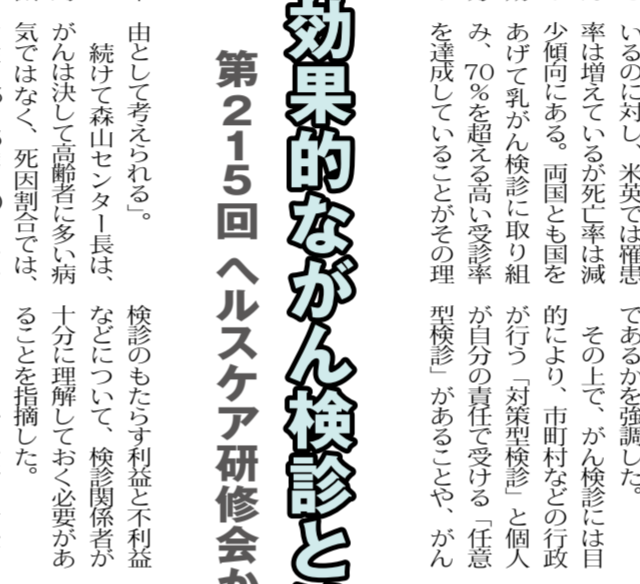 いるのに対し、米英では罹患
率は増えているが死亡率は減
少傾向にある。両国とも国を
あげて乳がん検診に取り組
み、70％を超える高い受診率
を達成していることがその理
効果的ながん検診と
第215回 ヘルスケア研修会か
由として考えられる」。
続けて森山センター長は、
がんは決して高齢者に多い病
気ではなく、死因割合では、
であるかを強調した。
その上で、がん検診には目
的により、市町村などの行政
が行う「対策型検診」と個人
が自分の責任で受ける「任意
型検診」があることや、がん
検診のもたらす利益と不利益
などについて、検診関係者が
十分に理解しておく必要があ
ることを指摘した。